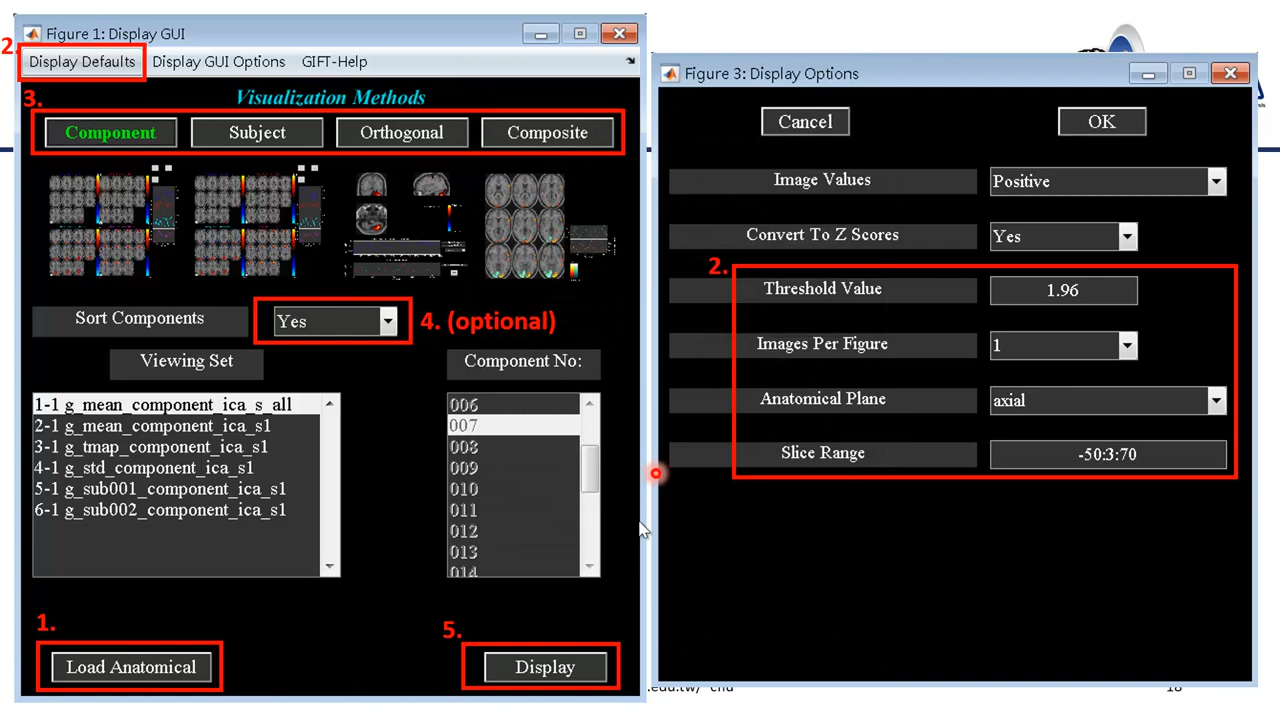 Figure 1: Display GUI
2.
Display Defaults Display GUI Options GIFT-Help
3.
Visualization Methods
Component Subject Orthogonal Composite
Sort Components Yes 4. (optional)
Viewing Set
1-1 g_mean_component_ica_s_all
2-1 g_mean_component_ica_s1
3-1 g_tmap_component_ica_s1
4-1 g_std_component_ica_s1
5-1 g_sub001_component_ica_s1
6-1 g_sub002_component_ica_s1
Component No:
006
007
008
009
010
011
012
013
014
1.
Load Anatomical
5.
Display
Figure 3: Display Options
Cancel OK
Image Values Positive
Convert To Z Scores Yes
2.
Threshold Value 1.96
Images Per Figure 1
Anatomical Plane axial
Slice Range -50:3:70
18